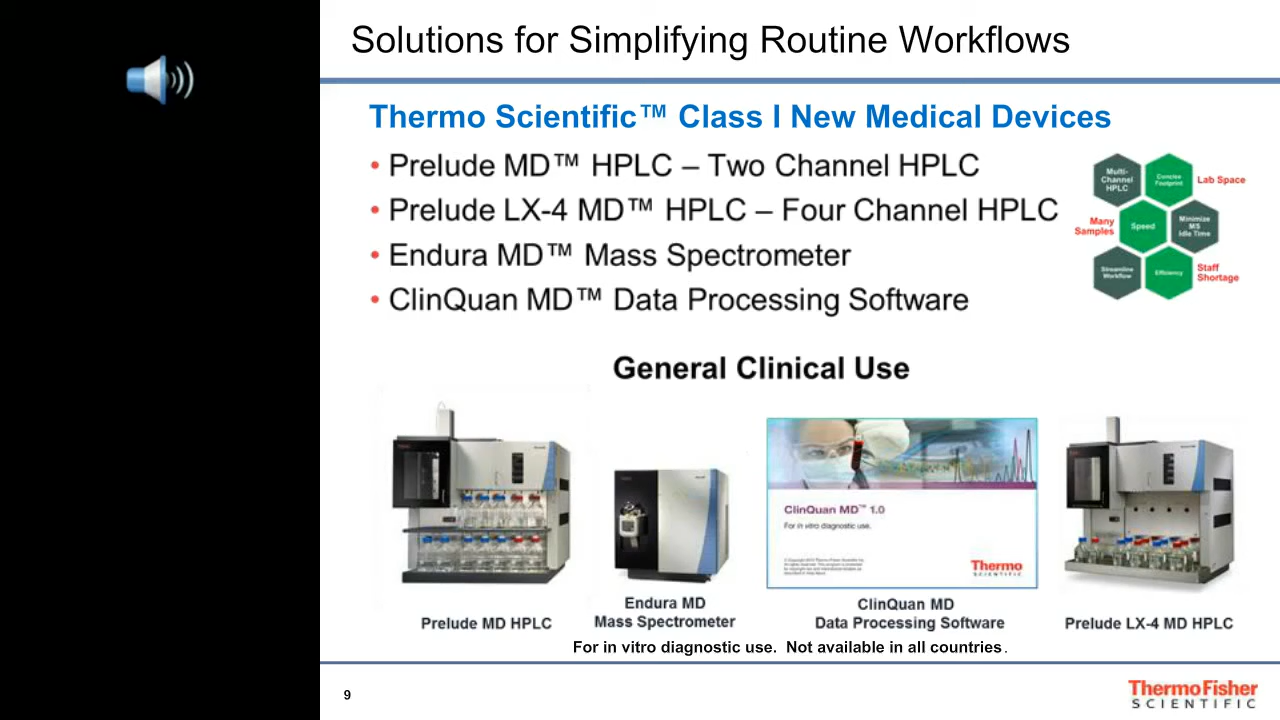 Solutions for Simplifying Routine Workflows
Thermo Scientific™ Class I New Medical Devices
• Prelude MD™ HPLC – Two Channel HPLC
• Prelude LX-4 MD™ HPLC – Four Channel HPLC
• Endura MD™ Mass Spectrometer
• ClinQuan MD™ Data Processing Software
Multi-
Channel
HPLC
Concise
Footprint
Lab Space
Many
Samples
Speed
Minimize
MS
Idle Time
Streamline
Workflow
Efficiency
Staff
Shortage
General Clinical Use
ClinQuan MD™ 1.0
For in vitro diagnostic use.
Thermo
SCIENTIFIC
Prelude MD HPLC
Endura MD
Mass Spectrometer
ClinQuan MD
Data Processing Software
Prelude LX-4 MD HPLC
For in vitro diagnostic use. Not available in all countries.
9
ThermoFisher
SCIENTIFIC